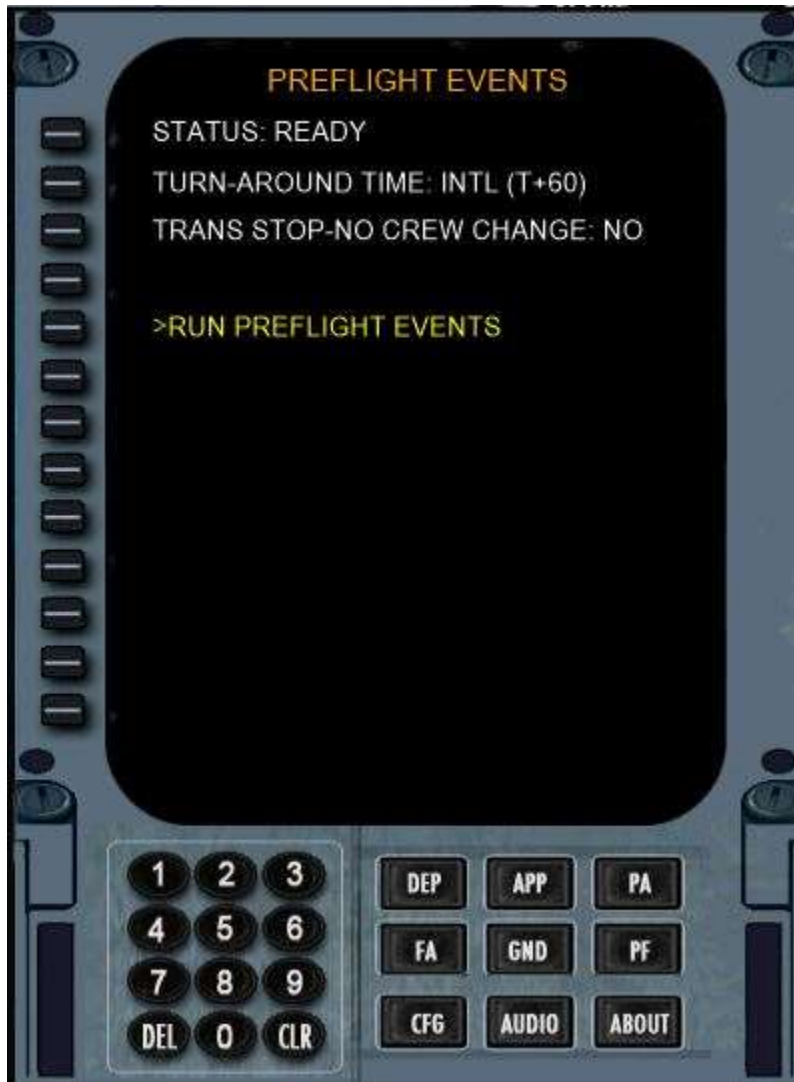 PREFLIGHT EVENTS
STATUS: READY
TURN-AROUND TIME: INTL (T+60)
TRANS STOP-NO CREW CHANGE: NO
>RUN PREFLIGHT EVENTS
1 2 3
4 5 6
7 8 9
DEL 0 CLR
DEP APP PA
FA GND PF
CFG AUDIO ABOUT